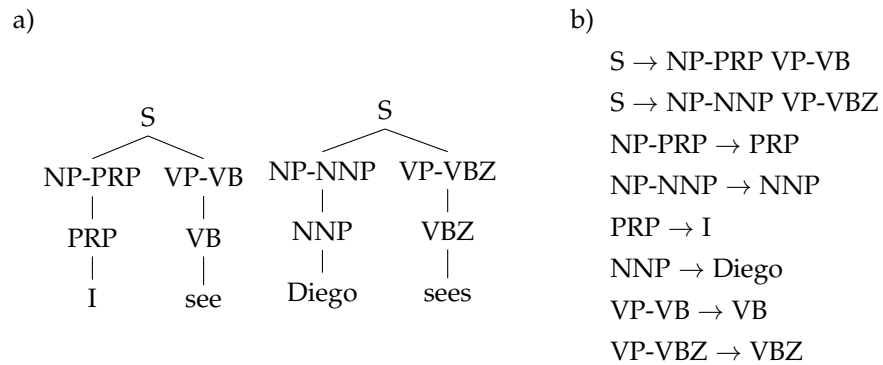 a)
S
NP-PRP VP-VB
PRP VB
I see
S
NP-NNP VP-VBZ
NNP VBZ
Diego sees
b)
S → NP-PRP VP-VB
S → NP-NNP VP-VBZ
NP-PRP → PRP
NP-NNP → NNP
PRP → I
NNP → Diego
VP-VB → VB
VP-VBZ → VBZ